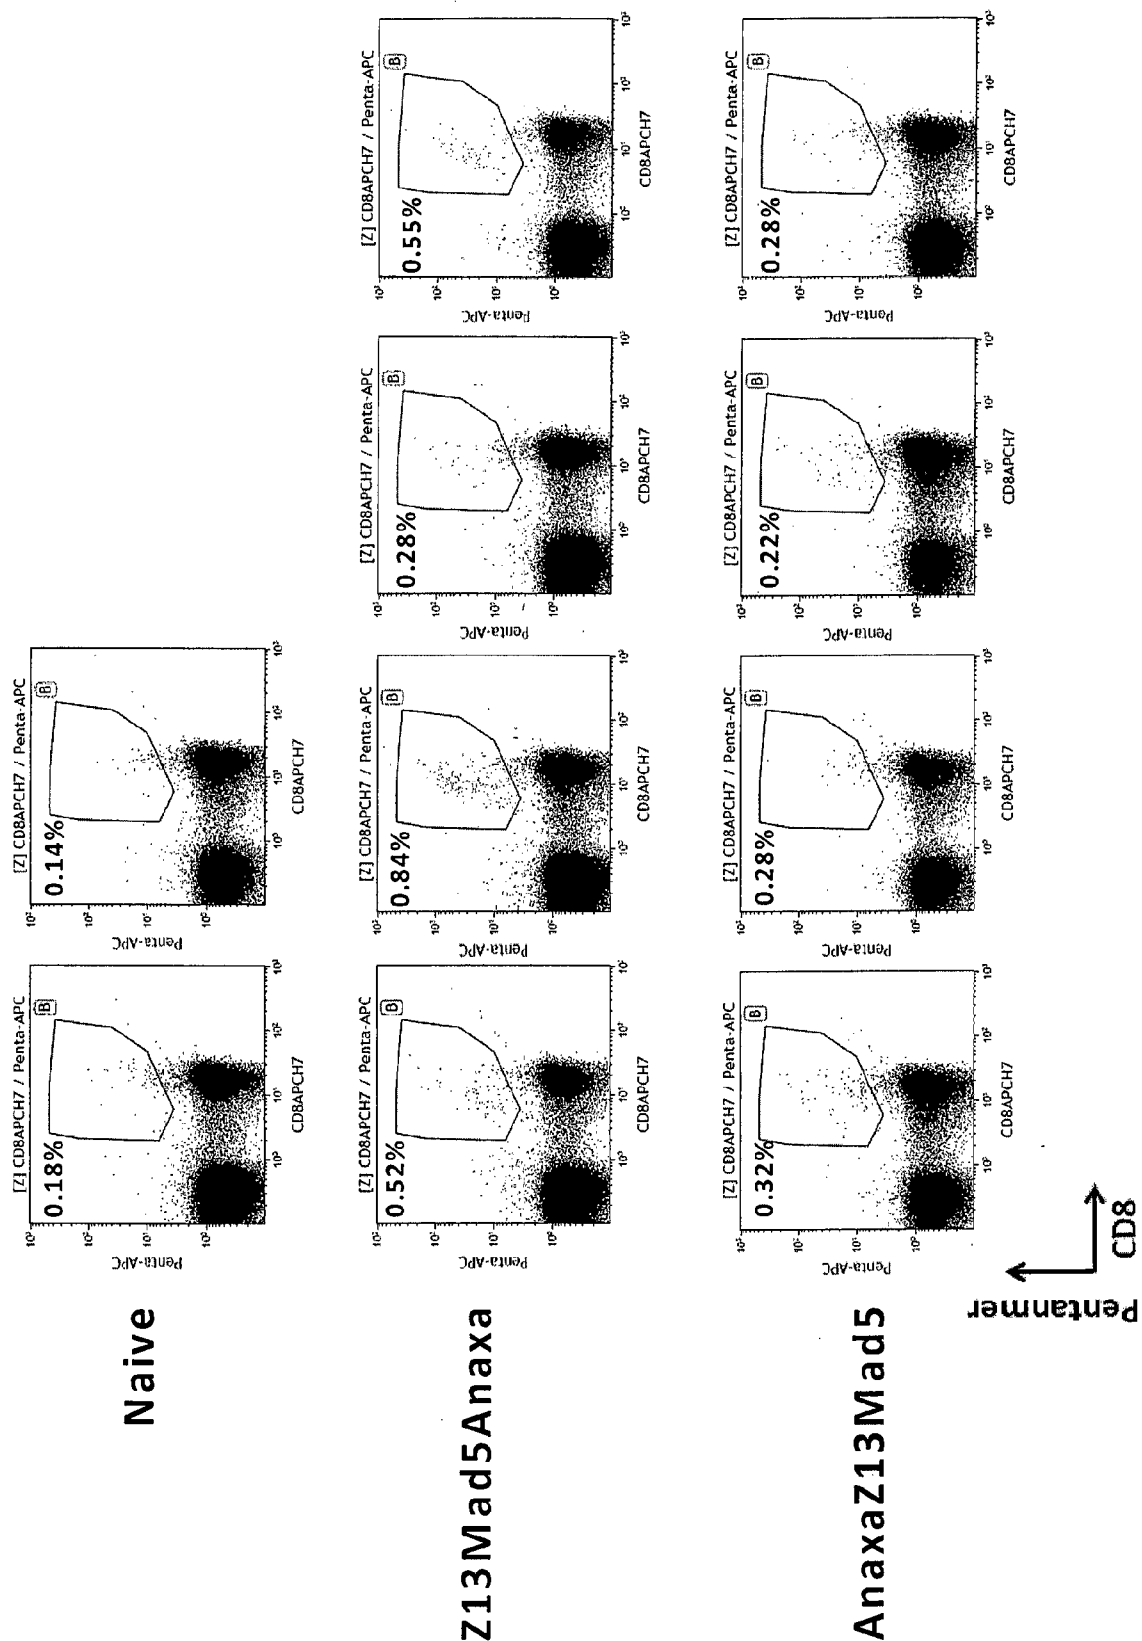 Naive
[Z] CD8APCH7 / Penta-APC
0.18%
B
Penta-APC
CD8APCH7
[Z] CD8APCH7 / Penta-APC
0.14%
B
Penta-APC
CD8APCH7
Z13Mad5Anaxa
[Z] CD8APCH7 / Penta-APC
0.52%
B
Penta-APC
CD8APCH7
[Z] CD8APCH7 / Penta-APC
0.84%
B
Penta-APC
CD8APCH7
[Z] CD8APCH7 / Penta-APC
0.28%
B
Penta-APC
CD8APCH7
[Z] CD8APCH7 / Penta-APC
0.55%
B
Penta-APC
CD8APCH7
AnaxaZ13Mad5
[Z] CD8APCH7 / Penta-APC
0.32%
B
Penta-APC
CD8APCH7
[Z] CD8APCH7 / Penta-APC
0.28%
B
Penta-APC
CD8APCH7
[Z] CD8APCH7 / Penta-APC
0.22%
B
Penta-APC
CD8APCH7
[Z] CD8APCH7 / Penta-APC
0.28%
B
Penta-APC
CD8APCH7
Pentanmer
CD8